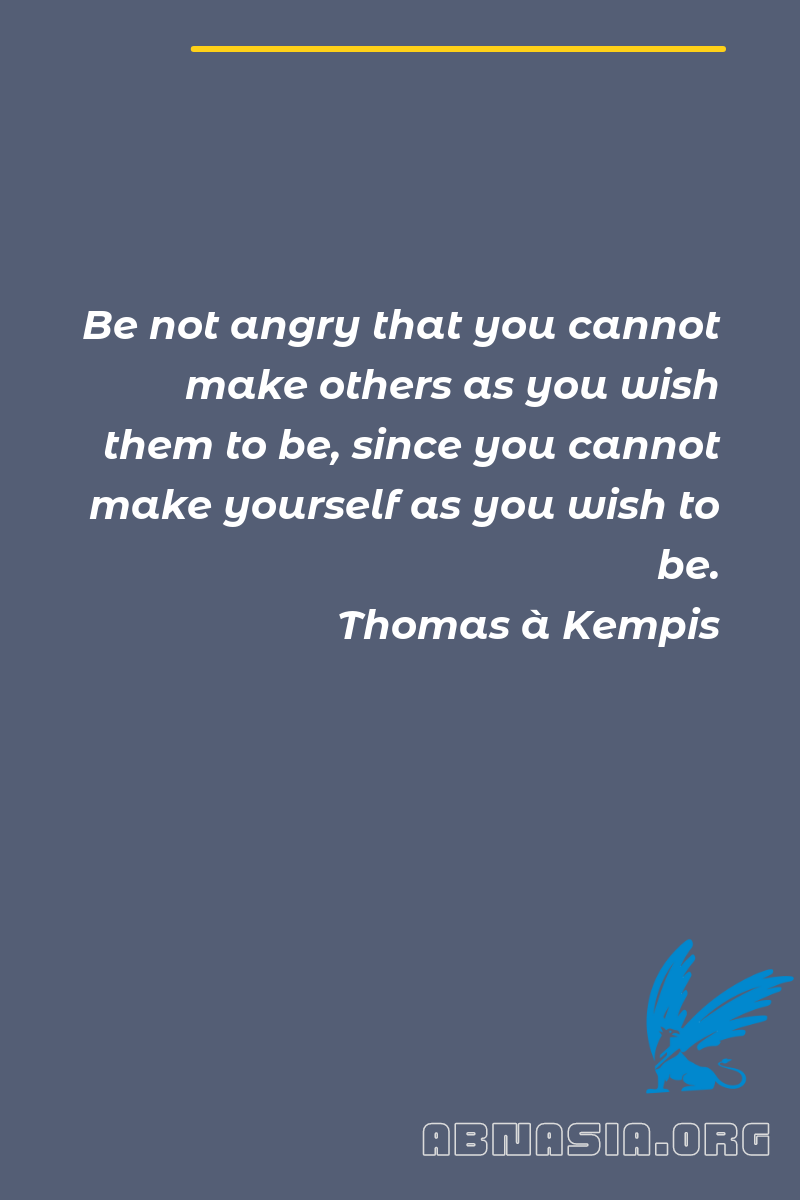 Be not angry that you cannot
make others as you wish
them to be, since you cannot
make yourself as you wish to
be.
Thomas à Kempis
ABNASIA.ORG